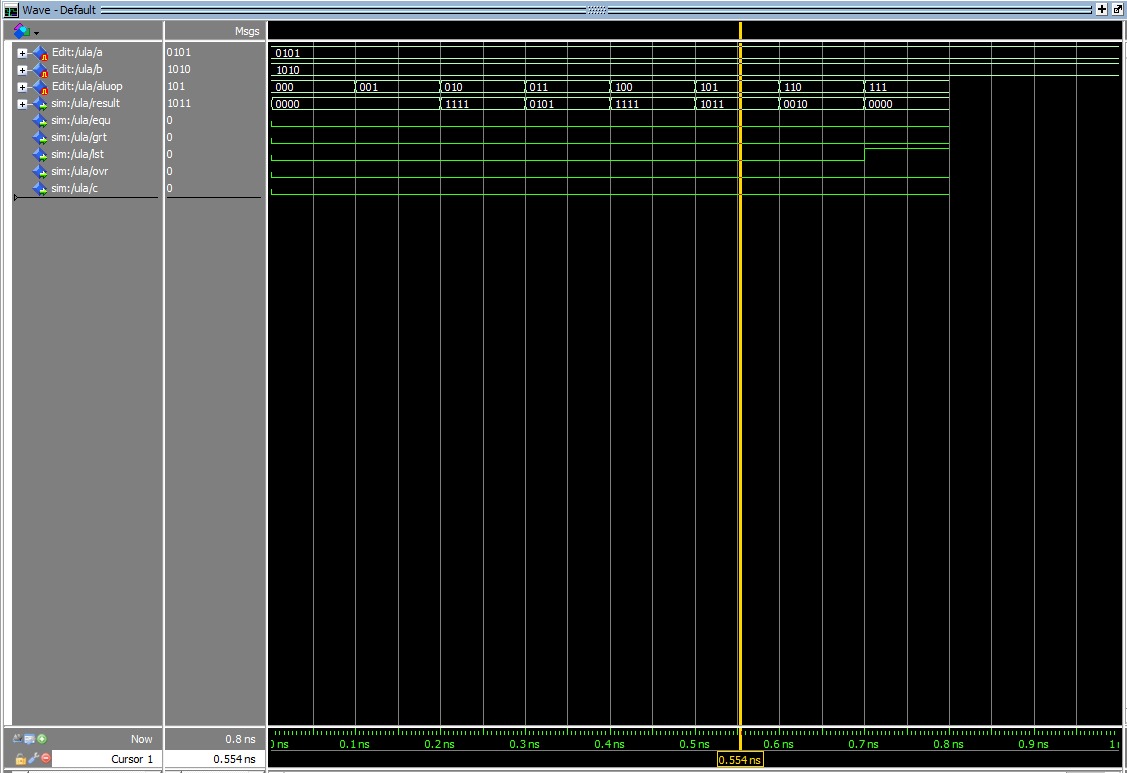 Wave - Default
Msgs
Edit:/ula/a 0101 0101
Edit:/ula/b 1010 1010
Edit:/ula/aluop 101 000 001 010 011 100 101 110 111
sim:/ula/result 1011 0000 1111 0101 1111 1011 0010 0000
sim:/ula/equ 0
sim:/ula/grt 0
sim:/ula/lst 0
sim:/ula/ovr 0
sim:/ula/c 0
Now 0.8 ns ns 0.1 ns 0.2 ns 0.3 ns 0.4 ns 0.5 ns 0.6 ns 0.7 ns 0.8 ns 0.9 ns 1
Cursor 1 0.554 ns 0.554 ns